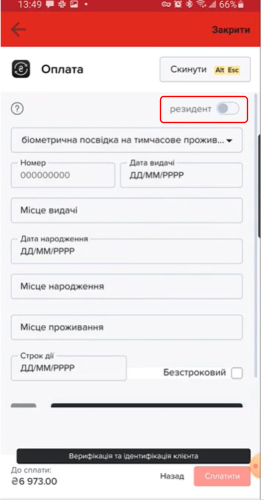 13:49
66%
Закрити
Оплата
Скинути Alt Esc
резидент
біометрична посвідка на тимчасове прожив...
Номер
000000000
Дата видачі
ДД/ММ/РРРР
Місце видачі
Дата народження
ДД/ММ/РРРР
Місце народження
Місце проживання
Строк дії
ДД/ММ/РРРР
Безстроковий
Верифікація та ідентифікація клієнта
До сплати:
₴6 973.00
Назад
Сплатити